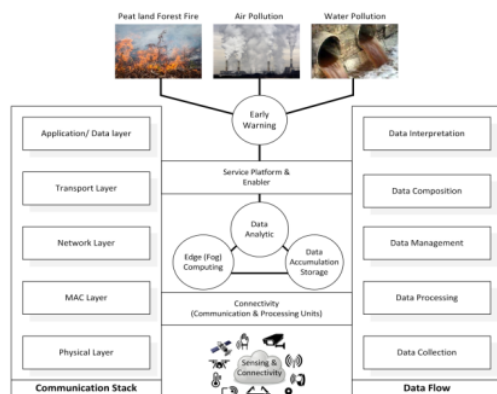 Peat land Forest Fire
Air Pollution
Water Pollution
Early
Warning
Application/ Data layer
Transport Layer
Network Layer
MAC Layer
Physical Layer
Communication Stack
Service Platform &
Enabler
Data
Analytic
Edge (Fog)
Computing
Data
Accumulation
Storage
Connectivity
(Communication & Processing Units)
Sensing &
Connectivity
Data Interpretation
Data Composition
Data Management
Data Processing
Data Collection
Data Flow